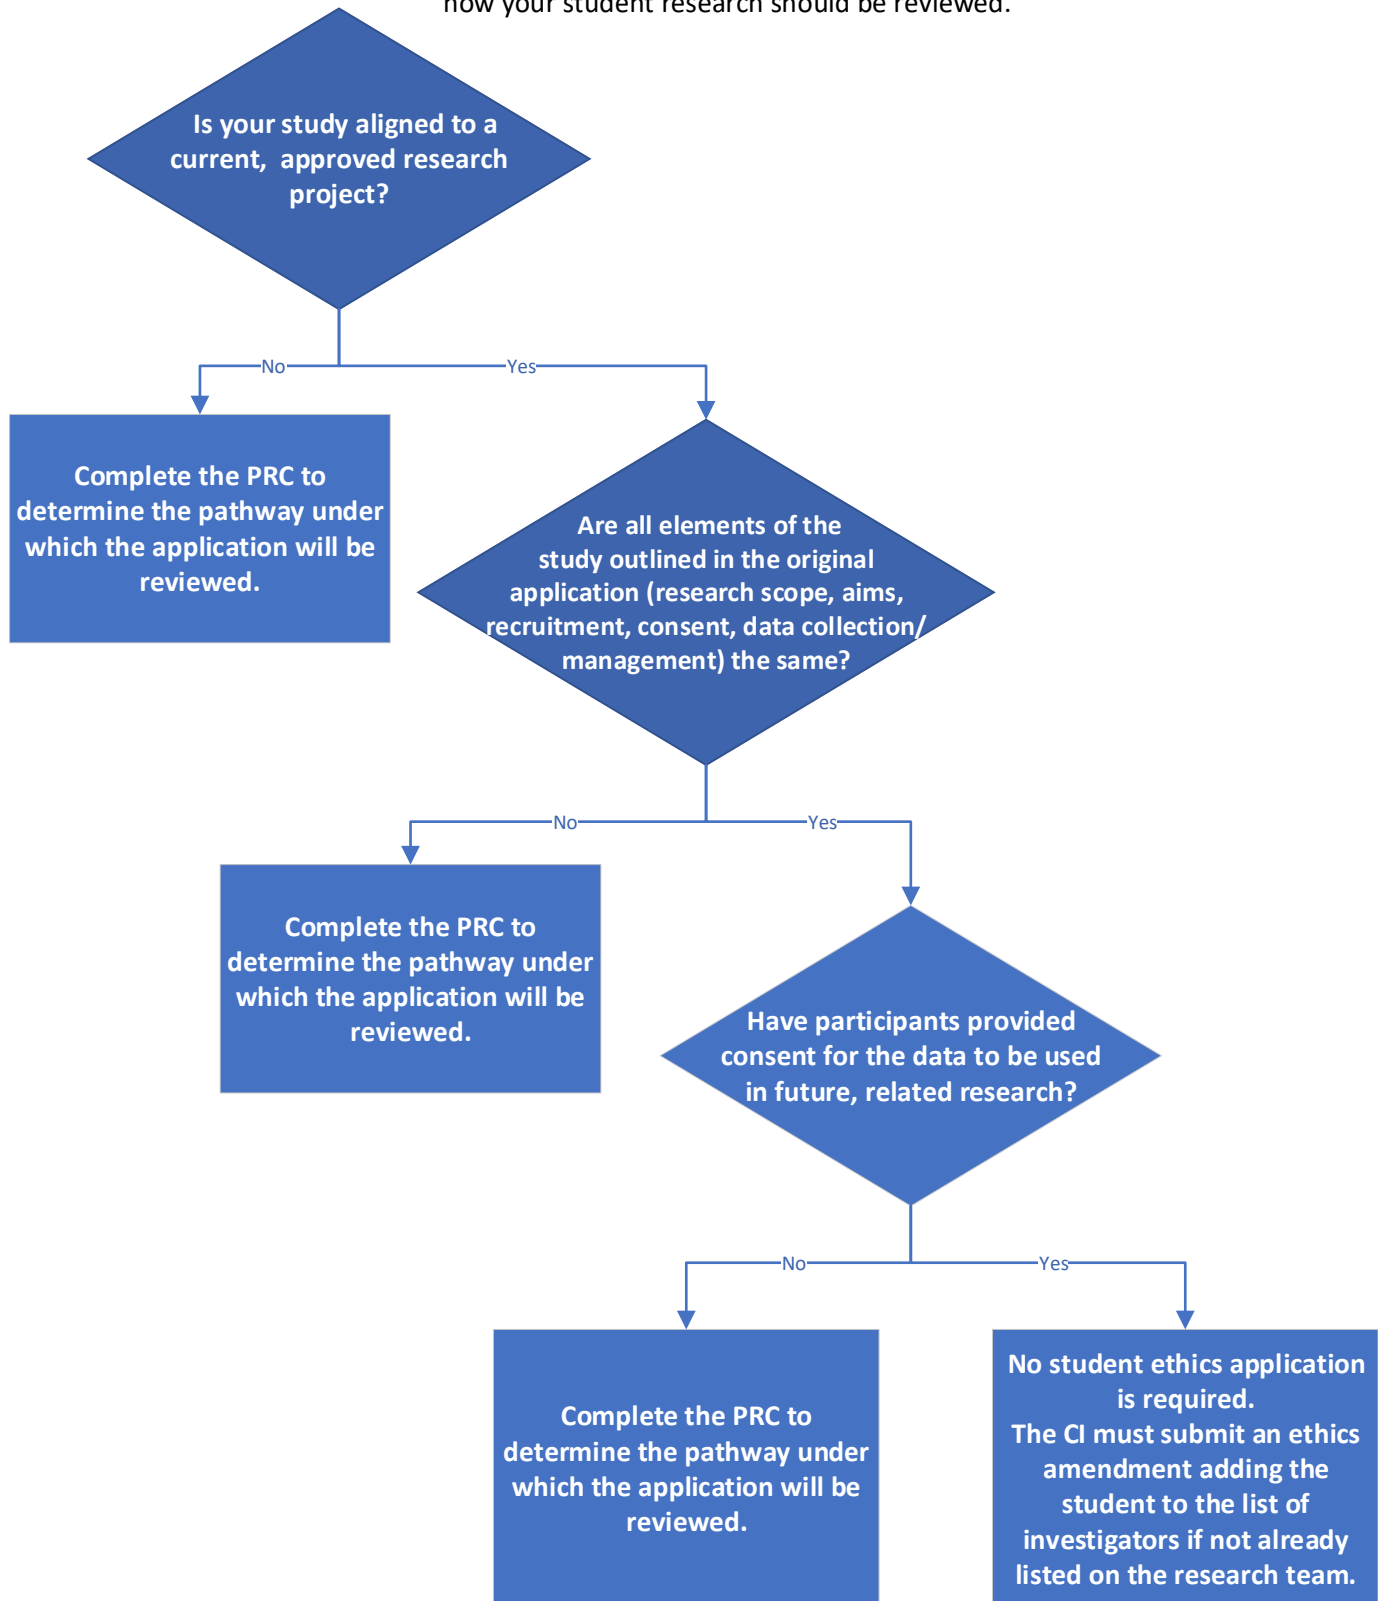 how your student research should be reviewed.
Is your study aligned to a
current, approved research
project?
No
Yes
Complete the PRC to
determine the pathway under
which the application will be
reviewed.
Are all elements of the
study outlined in the original
application (research scope, aims,
recruitment, consent, data collection/
management) the same?
No
Yes
Complete the PRC to
determine the pathway under
which the application will be
reviewed.
Have participants provided
consent for the data to be used
in future, related research?
No
Yes
Complete the PRC to
determine the pathway under
which the application will be
reviewed.
No student ethics application
is required.
The CI must submit an ethics
amendment adding the
student to the list of
investigators if not already
listed on the research team.